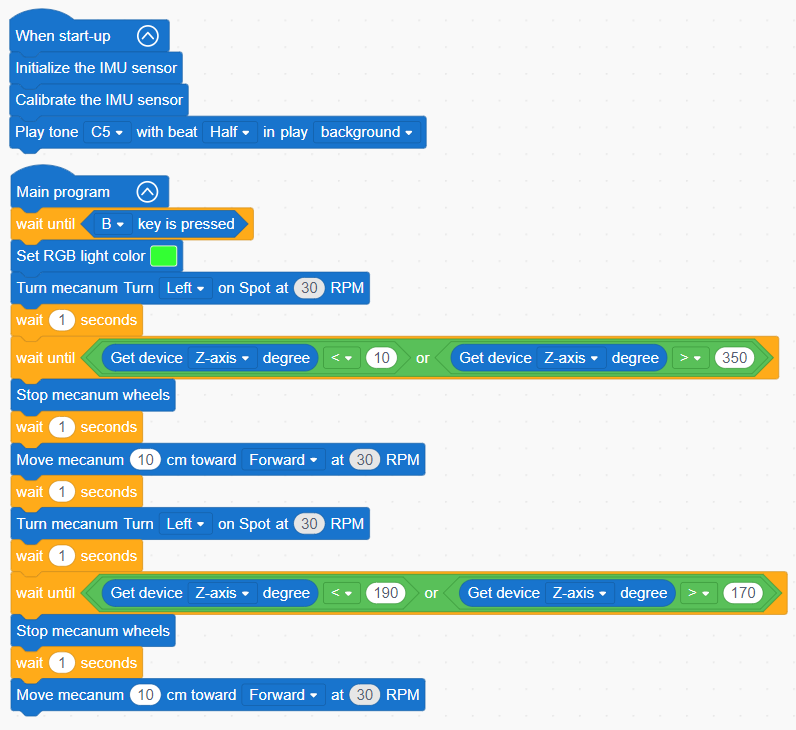 When start-up
Initialize the IMU sensor
Calibrate the IMU sensor
Play tone C5 with beat Half in play background
Main program
wait until B key is pressed
Set RGB light color
Turn mecanum Turn Left on Spot at 30 RPM
wait 1 seconds
wait until Get device Z-axis degree < 10 or Get device Z-axis degree > 350
Stop mecanum wheels
wait 1 seconds
Move mecanum 10 cm toward Forward at 30 RPM
wait 1 seconds
Turn mecanum Turn Left on Spot at 30 RPM
wait 1 seconds
wait until Get device Z-axis degree < 190 or Get device Z-axis degree > 170
Stop mecanum wheels
wait 1 seconds
Move mecanum 10 cm toward Forward at 30 RPM